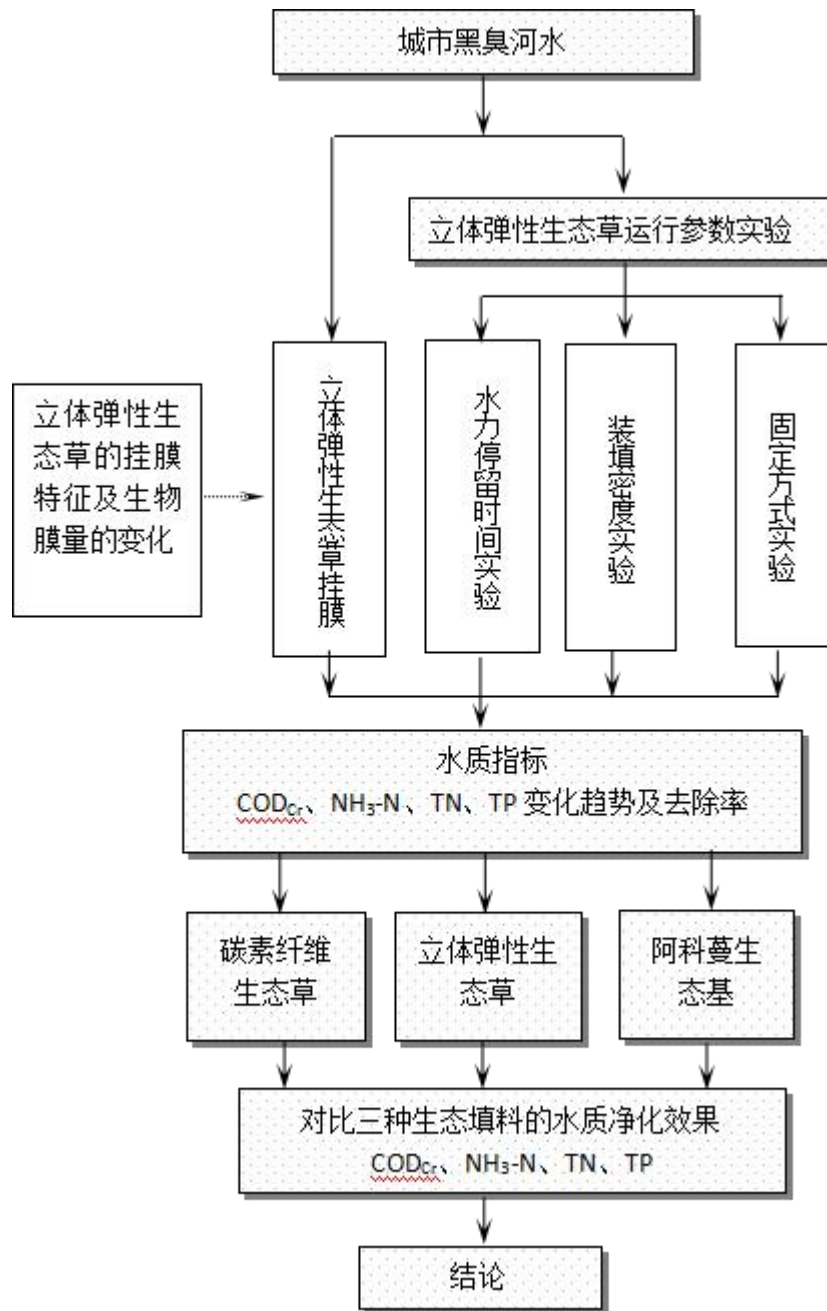 城市黑臭河水
立体弹性生态草运行参数实验
立体弹性生
态草的挂膜
特征及生物
膜量的变化
立体弹性生态草挂膜
水力停留时间实验
装填密度实验
固定方式实验
水质指标
COD_Cr、NH₃-N、TN、TP 变化趋势及去除率
碳素纤维
生态草
立体弹性生
态草
阿科蔓生
态基
对比三种生态填料的水质净化效果
COD_Cr、NH₃-N、TN、TP
结论